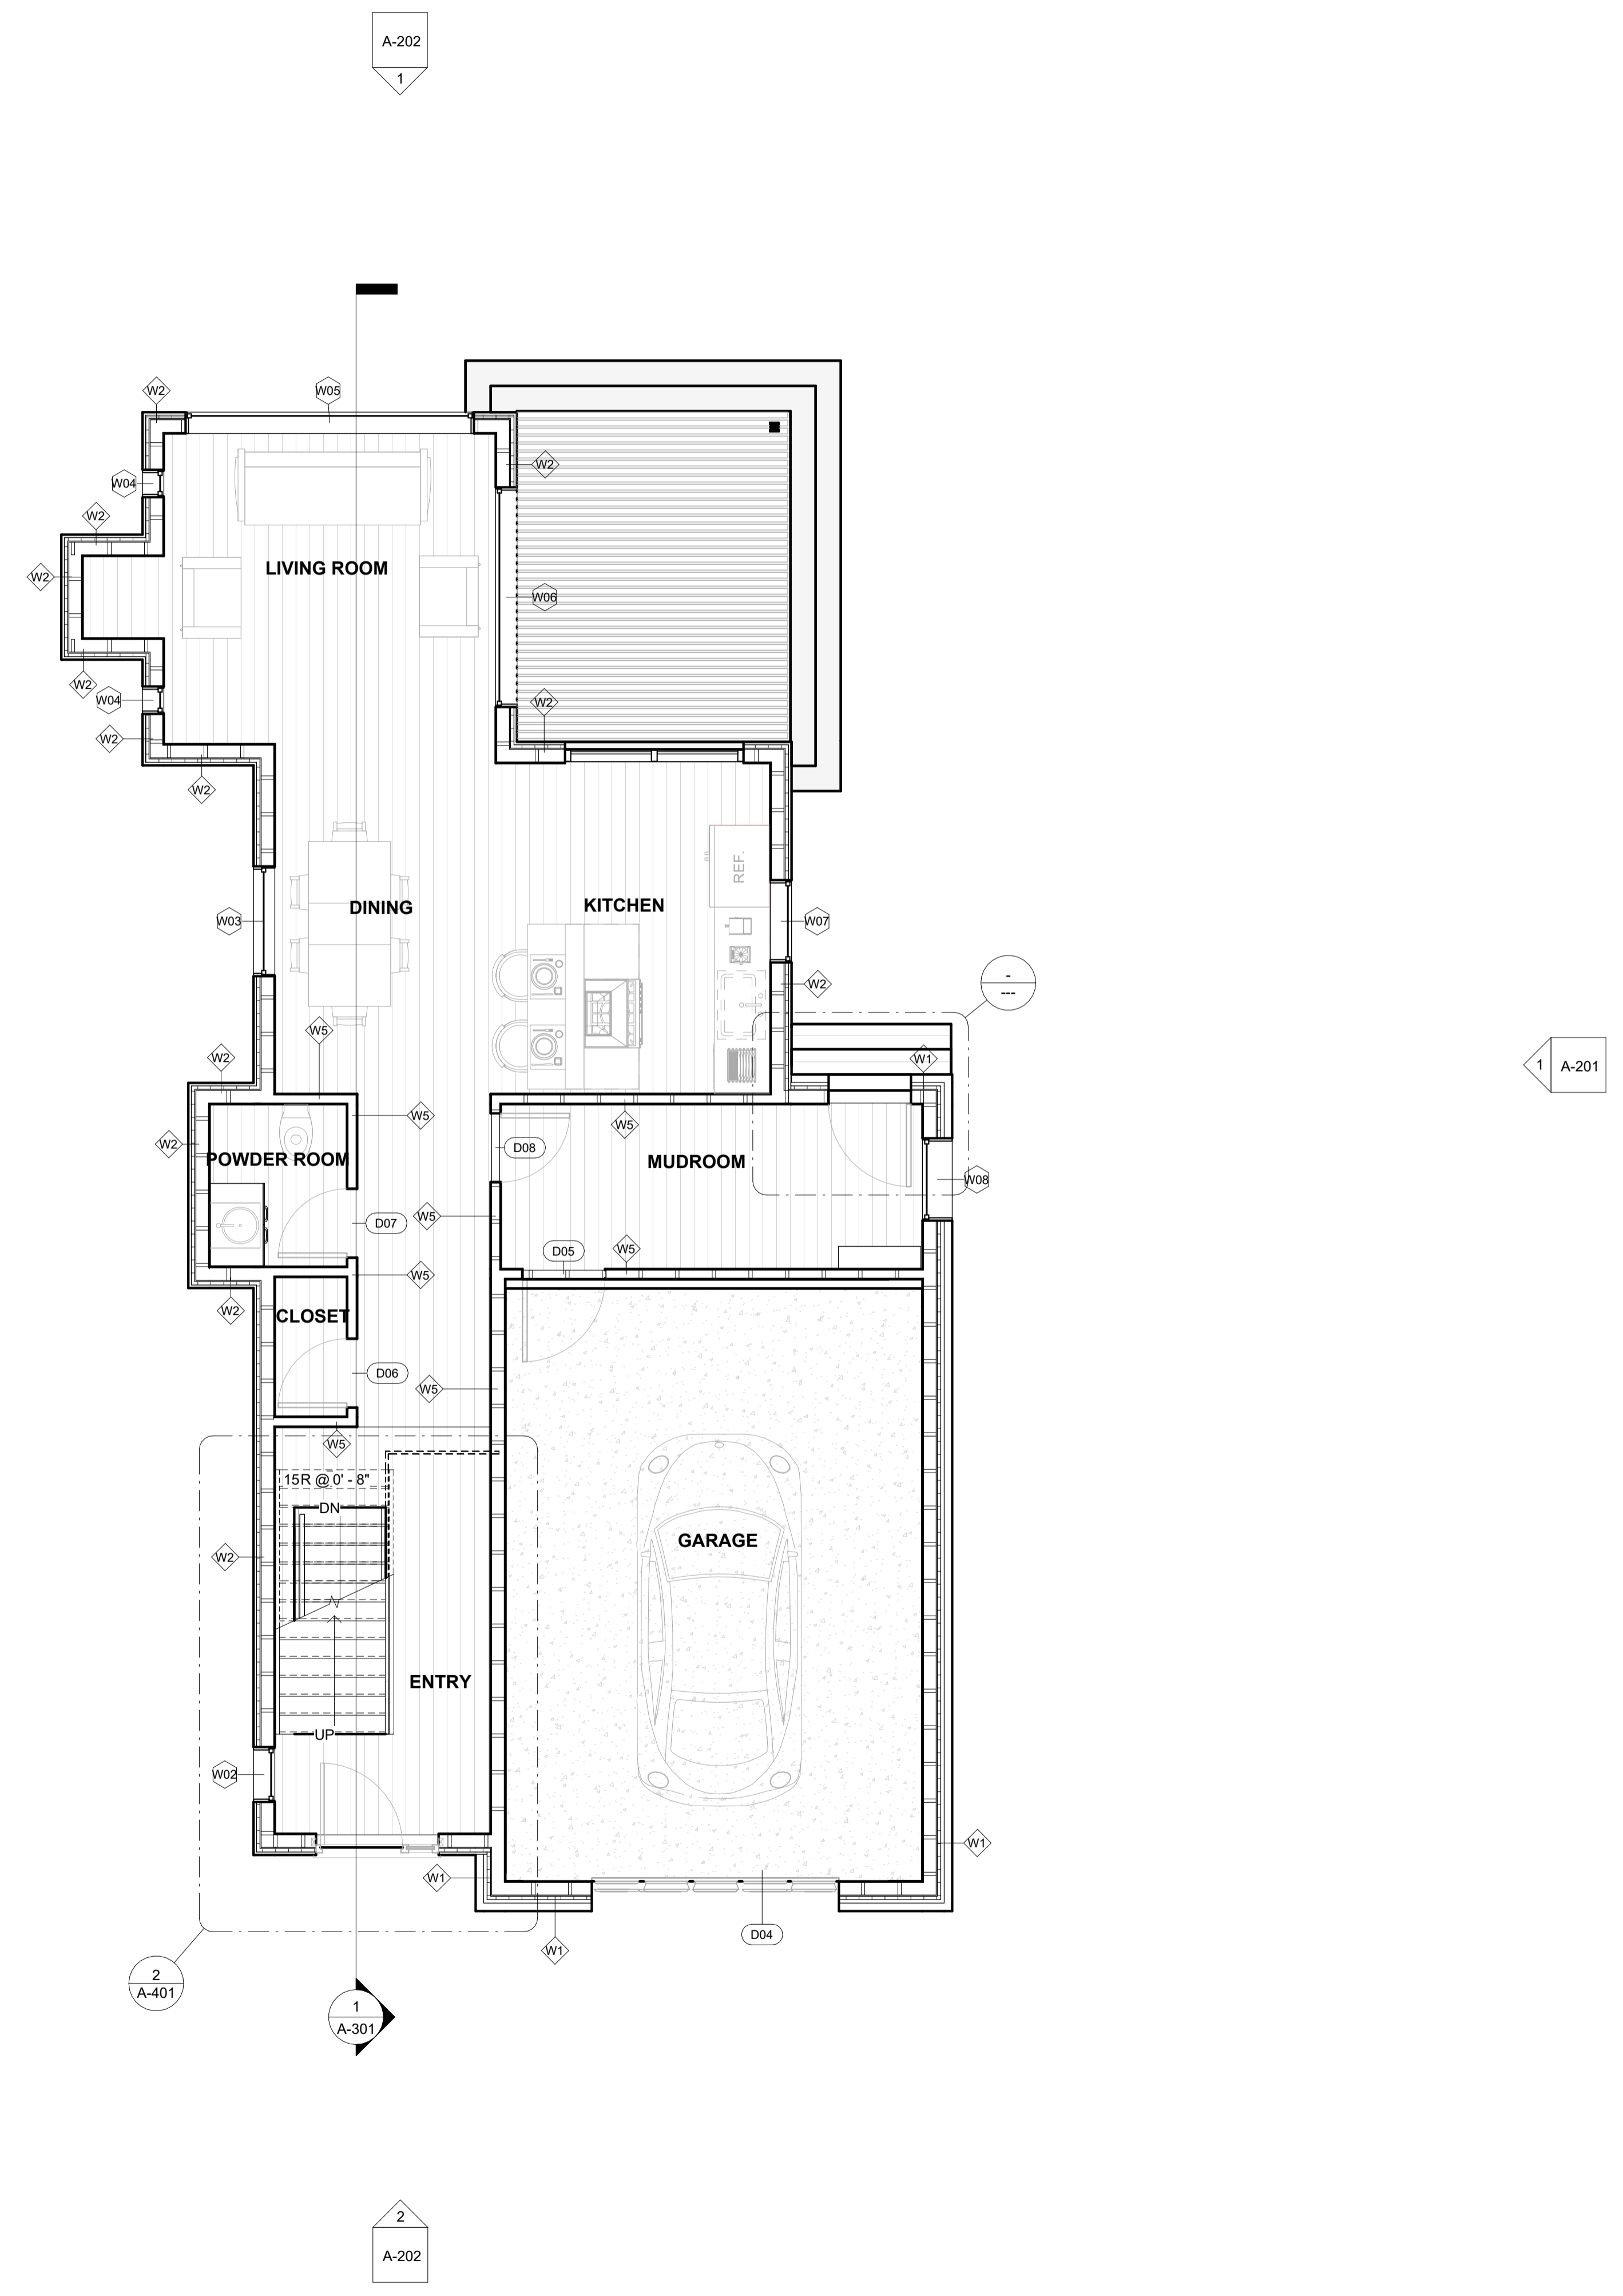 A-202
1
W2
W05
W2
W04
W2
LIVING ROOM
W2
W06
W2
W04
W2
W2
W2
REF.
DINING
KITCHEN
W03
W07
-
---
W2
W5
W2
W1
1
A-201
W5
W5
W2
D08
POWDER ROOM
MUDROOM
W08
W5
D07
D05
W5
W5
W2
CLOSET
D06
W5
W5
15R @ 0' - 8"
DN
GARAGE
W2
ENTRY
UP
W02
W1
W1
D04
W1
2
A-401
1
A-301
2
A-202